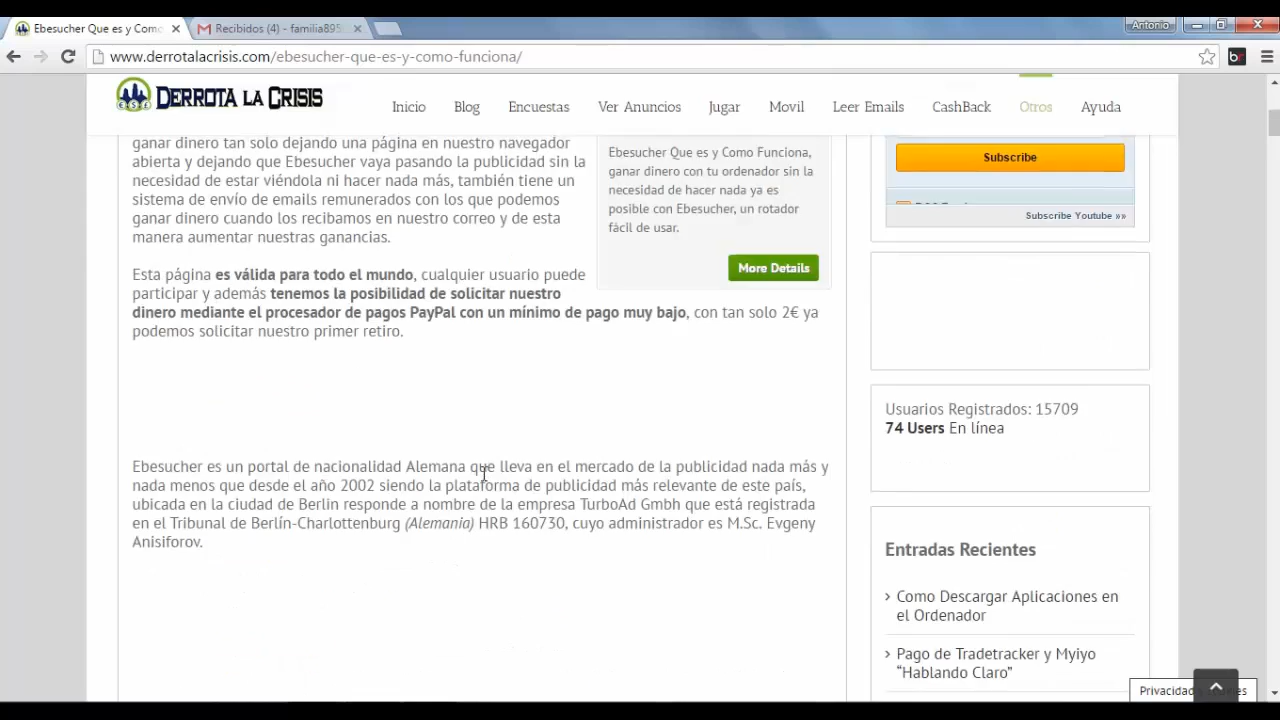 Ebesucher Que es y Como
Recibidos (4) - familia895
Antonio
www.derrotalacrisis.com/ebesucher-que-es-y-como-funciona/
DERROTA LA CRISIS
Inicio Blog Encuestas Ver Anuncios Jugar Movil Leer Emails CashBack Otros Ayuda
ganar dinero tan solo dejando una página en nuestro navegador
abierta y dejando que Ebesucher vaya pasando la publicidad sin la
necesidad de estar viéndola ni hacer nada más, también tiene un
sistema de envío de emails remunerados con los que podemos
ganar dinero cuando los recibamos en nuestro correo y de esta
manera aumentar nuestras ganancias.
Ebesucher Que es y Como Funciona,
ganar dinero con tu ordenador sin la
necesidad de hacer nada ya es
posible con Ebesucher, un rotador
fácil de usar.
More Details
Esta página es válida para todo el mundo, cualquier usuario puede
participar y además tenemos la posibilidad de solicitar nuestro
dinero mediante el procesador de pagos PayPal con un mínimo de pago muy bajo, con tan solo 2€ ya
podemos solicitar nuestro primer retiro.
Ebesucher es un portal de nacionalidad Alemana que lleva en el mercado de la publicidad nada más y
nada menos que desde el año 2002 siendo la plataforma de publicidad más relevante de este país,
ubicada en la ciudad de Berlin responde a nombre de la empresa TurboAd Gmbh que está registrada
en el Tribunal de Berlín-Charlottenburg (Alemania) HRB 160730, cuyo administrador es M.Sc. Evgeny
Anisiforov.
Subscribe
Subscribe Youtube »»
Usuarios Registrados: 15709
74 Users En línea
Entradas Recientes
Como Descargar Aplicaciones en
el Ordenador
Pago de Tradetracker y Myiyo
“Hablando Claro”
Privacidad